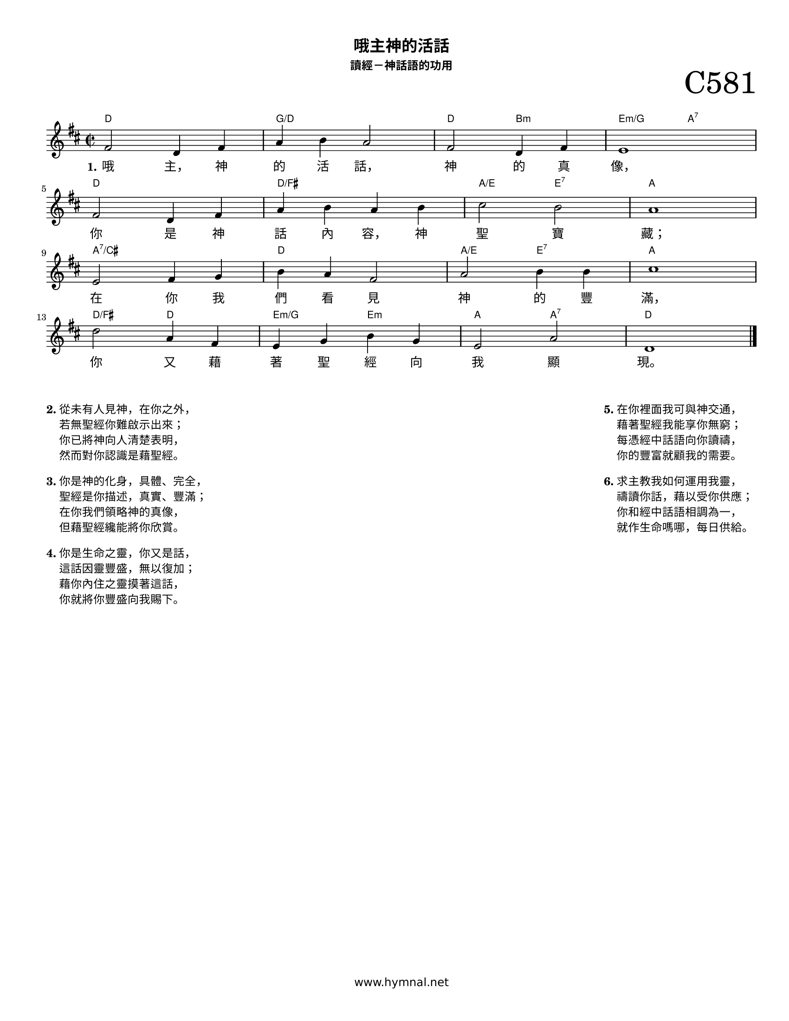 哦主神的活話
讀經－神話語的功用
C581
D G/D D Bm Em/G A7
1. 哦 主， 神 的 活 話， 神 的 真 像，
5
D D/F♯ A/E E7 A
你 是 神 話 內 容， 神 聖 寶 藏；
9
A7/C♯ D A/E E7 A
在 你 我 們 看 見 神 的 豐 滿，
13
D/F♯ D Em/G Em A A7 D
你 又 藉 著 聖 經 向 我 顯 現。
2. 從未有人見神，在你之外，
若無聖經你難啟示出來；
你已將神向人清楚表明，
然而對你認識是藉聖經。
3. 你是神的化身，具體、完全，
聖經是你描述，真實、豐滿；
在你我們領略神的真像，
但藉聖經纔能將你欣賞。
4. 你是生命之靈，你又是話，
這話因靈豐盛，無以復加；
藉你內住之靈摸著這話，
你就將你豐盛向我賜下。
5. 在你裡面我可與神交通，
藉著聖經我能享你無窮；
每憑經中話語向你讀禱，
你的豐富就顧我的需要。
6. 求主教我如何運用我靈，
禱讀你話，藉以受你供應；
你和經中話語相調為一，
就作生命嗎哪，每日供給。
www.hymnal.net